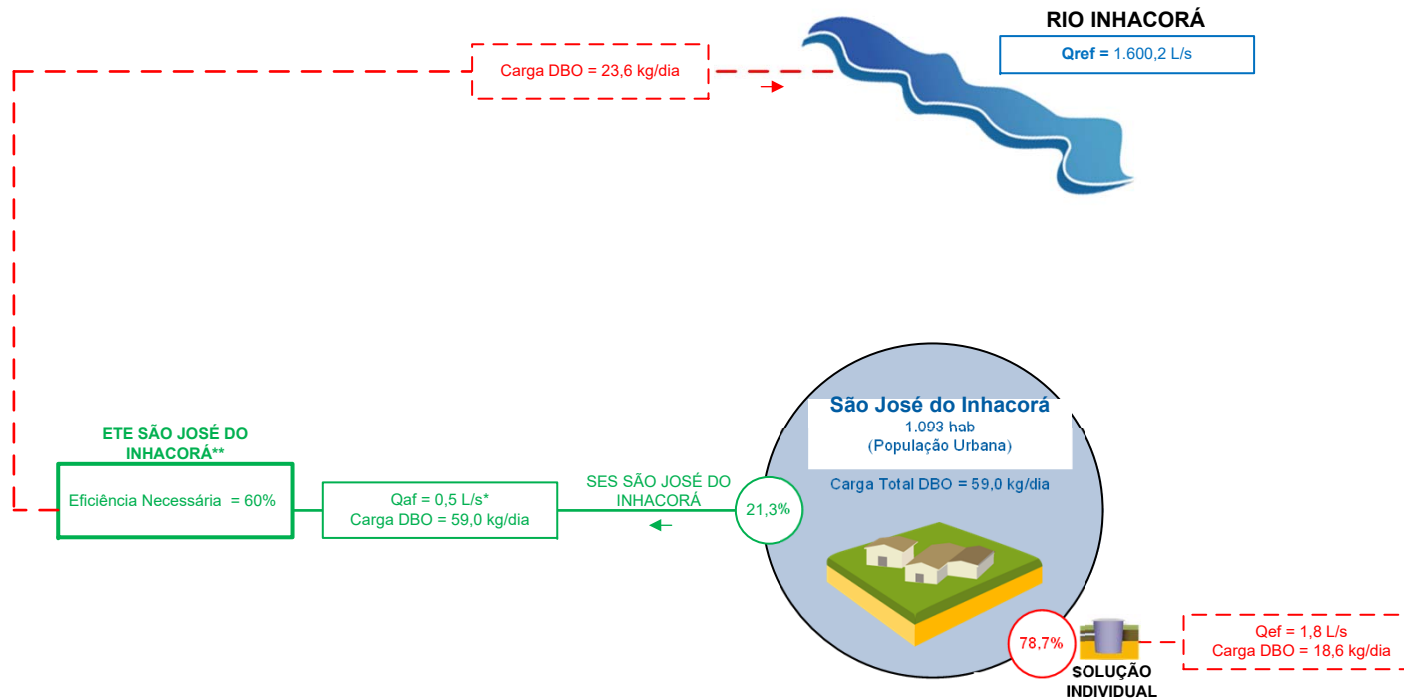 RIO INHACORÁ
Qref = 1.600,2 L/s
Carga DBO = 23,6 kg/dia
São José do Inhacorá
1.093 hab
(População Urbana)
Carga Total DBO = 59,0 kg/dia
ETE SÃO JOSÉ DO
INHACORÁ**
Eficiência Necessária = 60%
Qaf = 0,5 L/s*
Carga DBO = 59,0 kg/dia
SES SÃO JOSÉ DO
INHACORÁ
21,3%
78,7%
SOLUÇÃO
INDIVIDUAL
Qef = 1,8 L/s
Carga DBO = 18,6 kg/dia